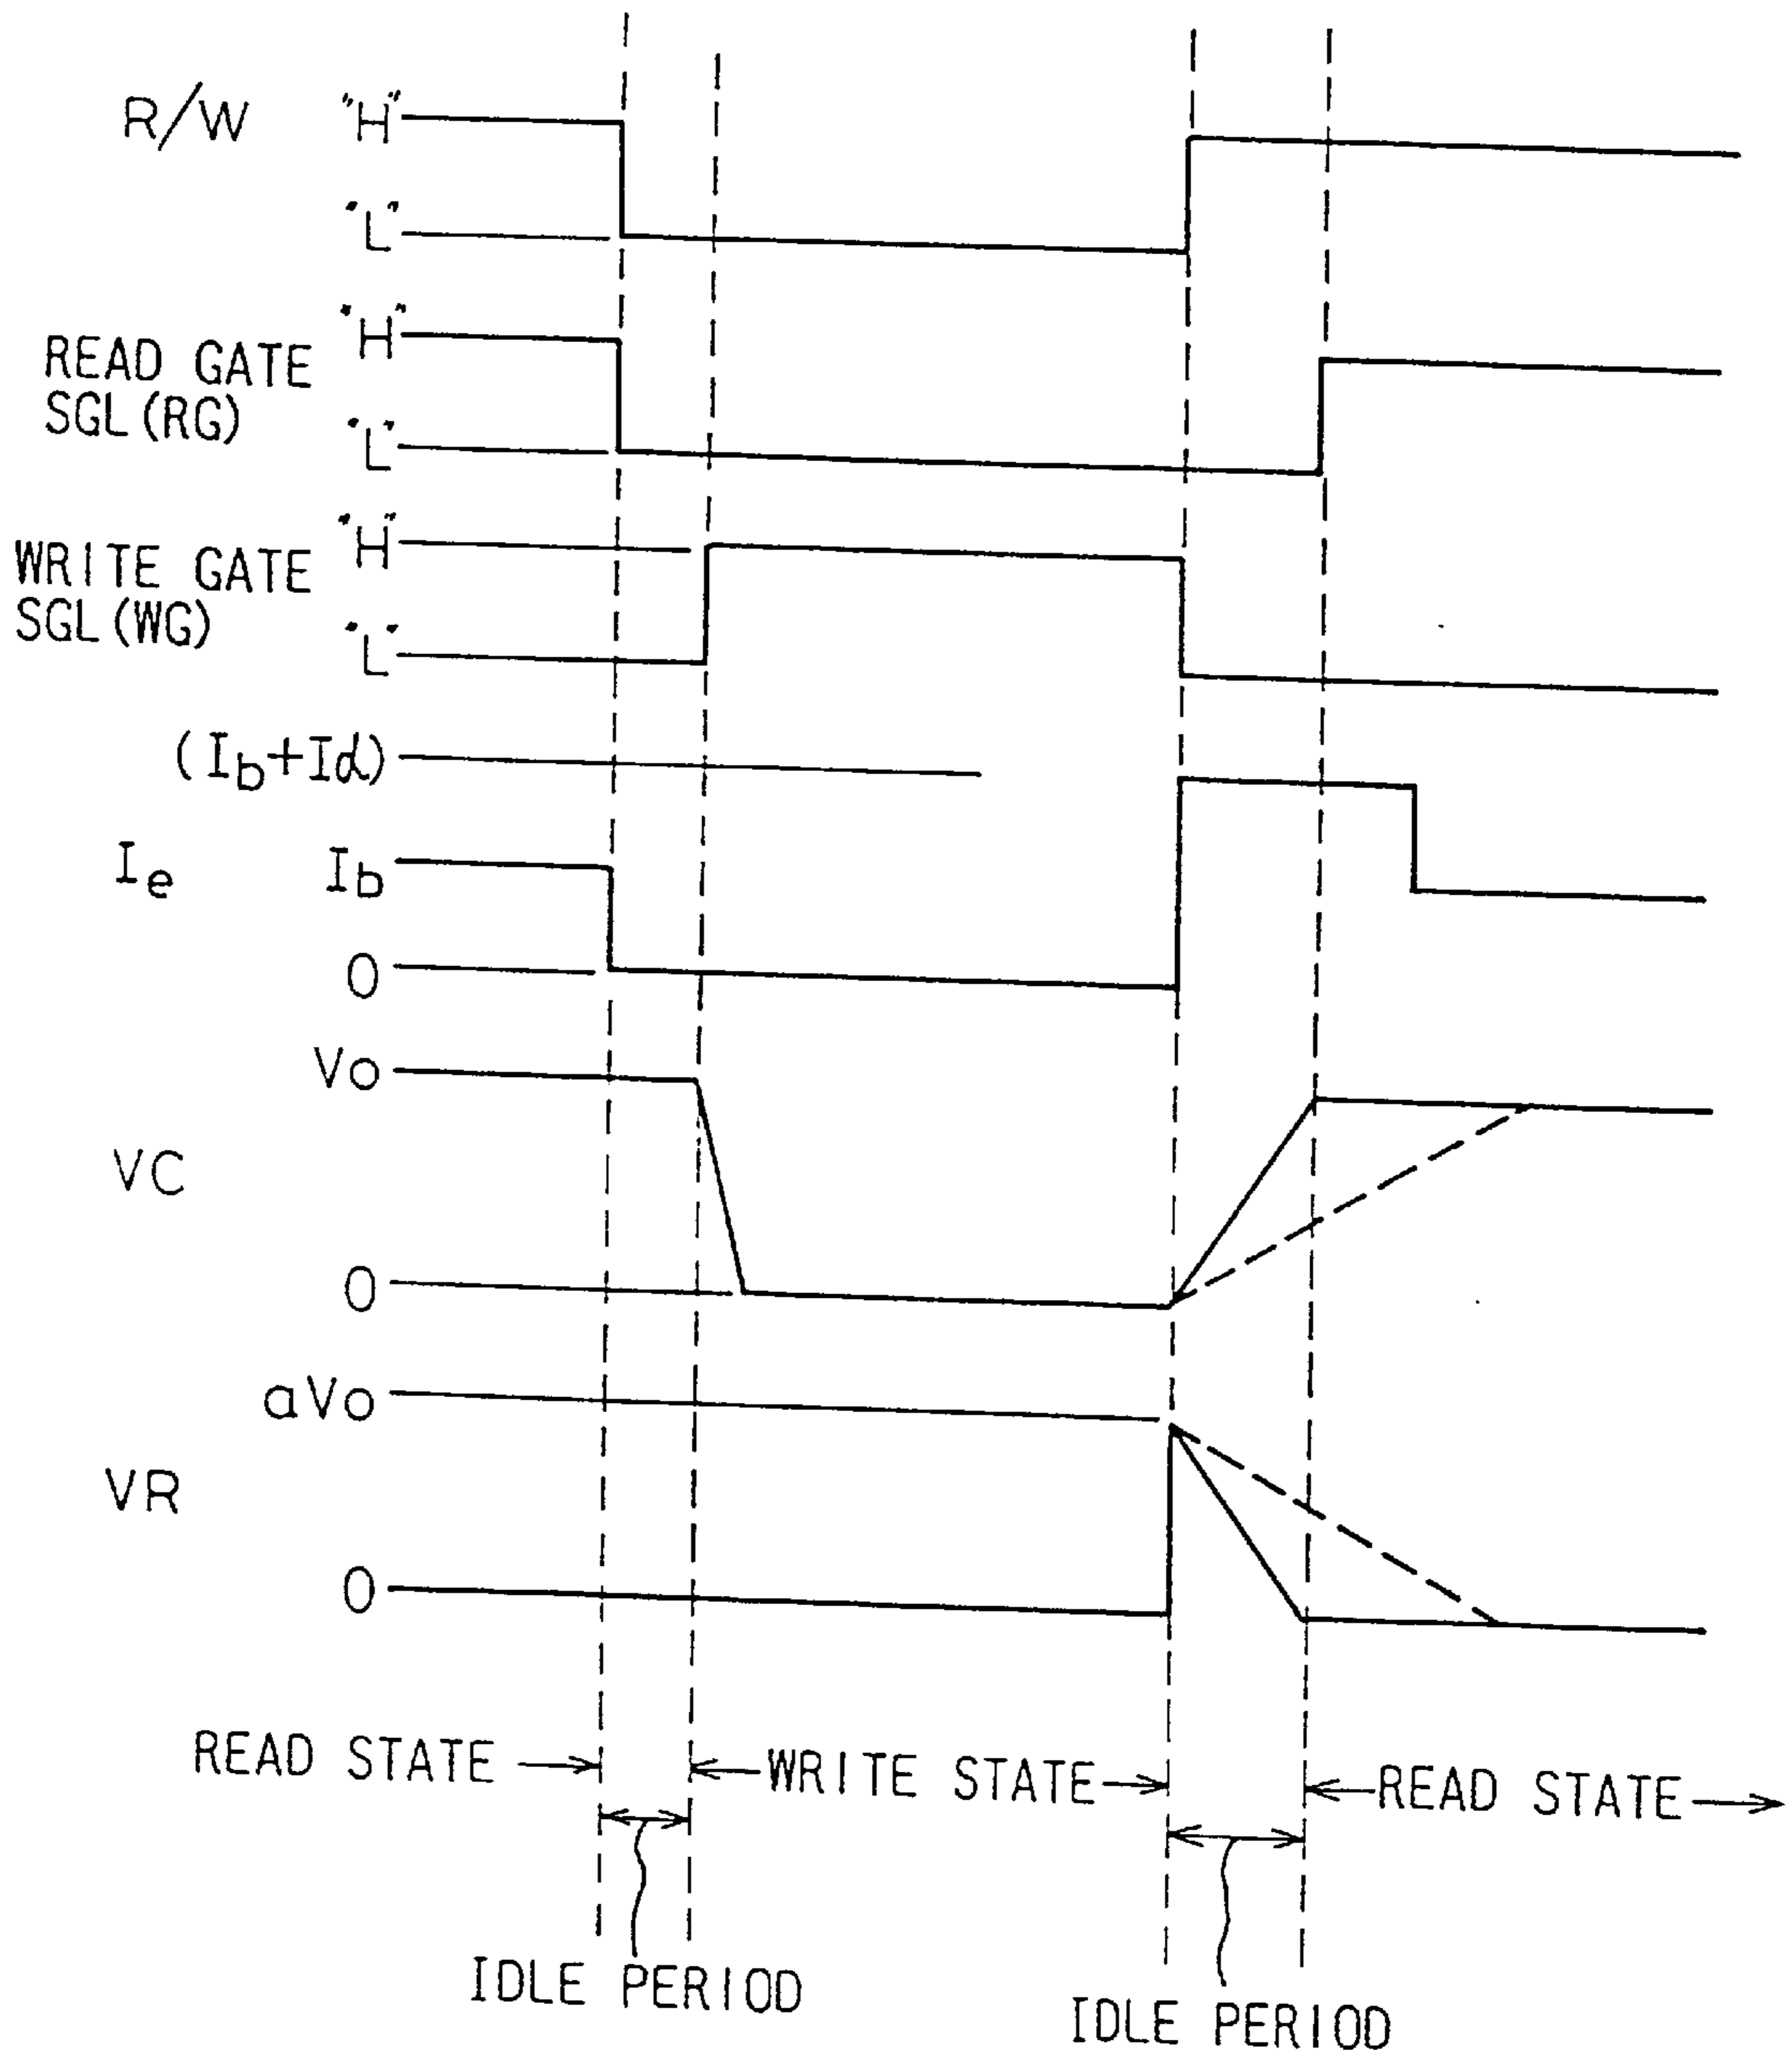 R/W "H"
"L"
READ GATE
SGL(RG)
"H"
"L"
WRITE GATE
SGL(WG)
"H"
"L"
(Ib+Iα)
Ie Ib
0
Vo
VC
0
aVo
VR
0
READ STATE WRITE STATE READ STATE
IDLE PERIOD IDLE PERIOD